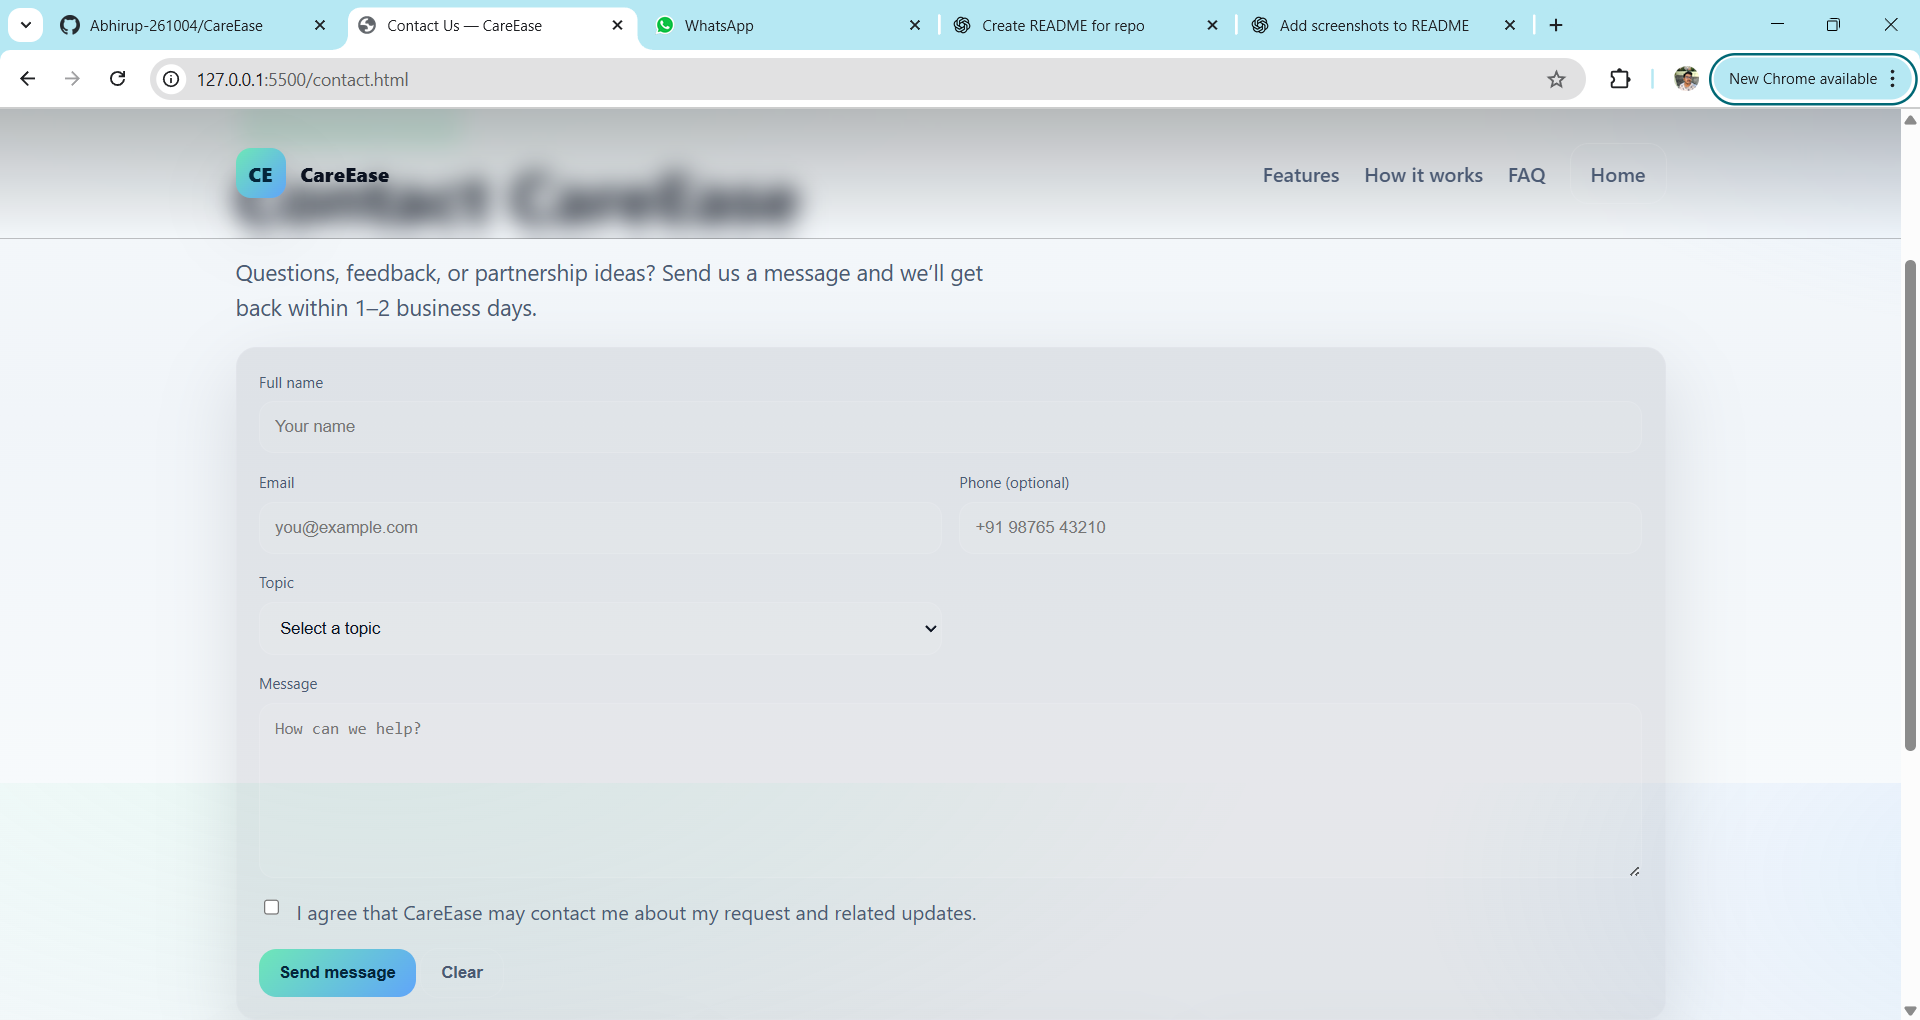 Abhirup-261004/CareEase
Contact Us — CareEase
WhatsApp
Create README for repo
Add screenshots to README
127.0.0.1:5500/contact.html
New Chrome available
Contact CareEase
CE
CareEase
Features
How it works
FAQ
Home
Questions, feedback, or partnership ideas? Send us a message and we’ll get
back within 1–2 business days.
Full name
Your name
Email
Phone (optional)
you@example.com
+91 98765 43210
Topic
Select a topic
Message
How can we help?
I agree that CareEase may contact me about my request and related updates.
Send message
Clear